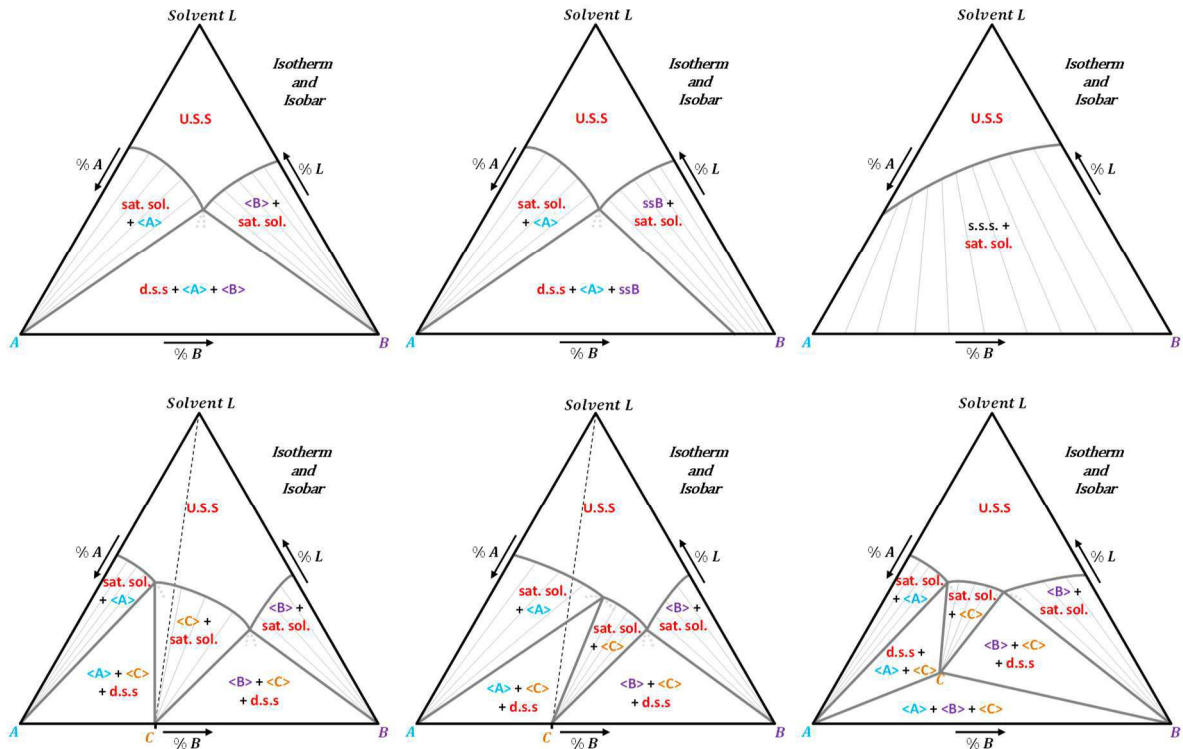 Solvent L
Isotherm
and
Isobar
U.S.S
% A
% L
sat. sol.
+ <A>
<B> +
sat. sol.
d.s.s + <A> + <B>
A
% B
B
Solvent L
Isotherm
and
Isobar
U.S.S
% A
% L
sat. sol.
+ <A>
ssB +
sat. sol.
d.s.s + <A> + ssB
A
% B
B
Solvent L
Isotherm
and
Isobar
U.S.S
% A
% L
s.s.s. +
sat. sol.
A
% B
B
Solvent L
Isotherm
and
Isobar
U.S.S
% A
% L
sat. sol.
+ <A>
<C> +
sat. sol.
<B> +
sat. sol.
<A> + <C>
+ d.s.s
<B> + <C>
+ d.s.s
A
C
% B
B
Solvent L
Isotherm
and
Isobar
U.S.S
% A
% L
sat. sol.
+ <A>
sat. sol.
+ <C>
<B> +
sat. sol.
<A> + <C>
+ d.s.s
<B> + <C>
+ d.s.s
A
C
% B
B
Solvent L
Isotherm
and
Isobar
U.S.S
% A
% L
sat. sol.
+ <A>
sat. sol.
+ <C>
<B> +
sat. sol.
d.s.s +
<A> + <C>
<B> + <C>
+ d.s.s
C
<A> + <B> + <C>
A
% B
B